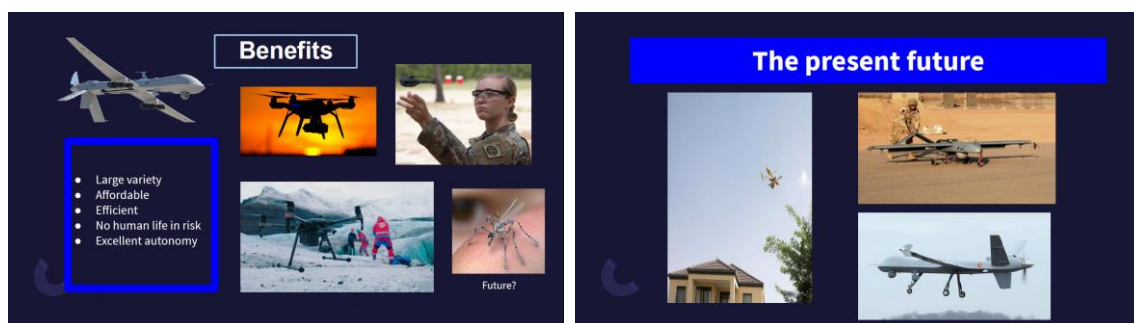 Benefits
Large variety
Affordable
Efficient
No human life in risk
Excellent autonomy
Future?
The present future